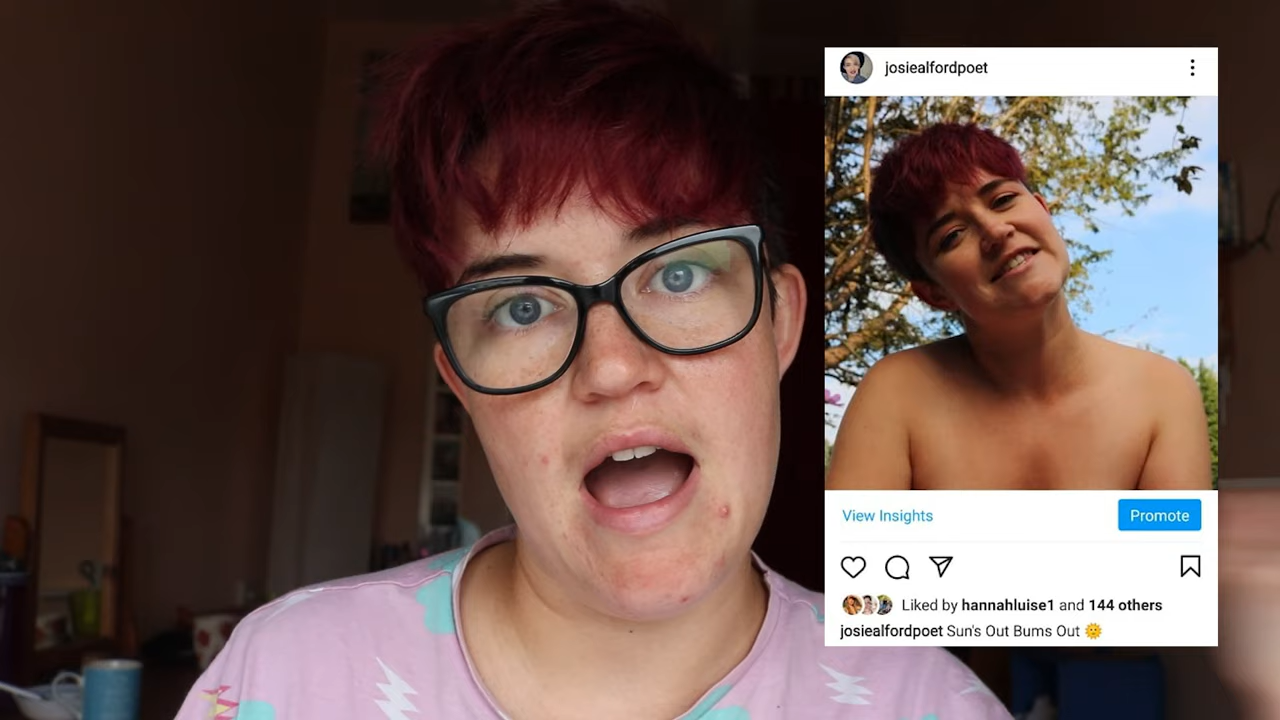 josiealfordpoet
View Insights
Promote
Liked by hannahluise1 and 144 others
josiealfordpoet Sun's Out Bums Out 🌞